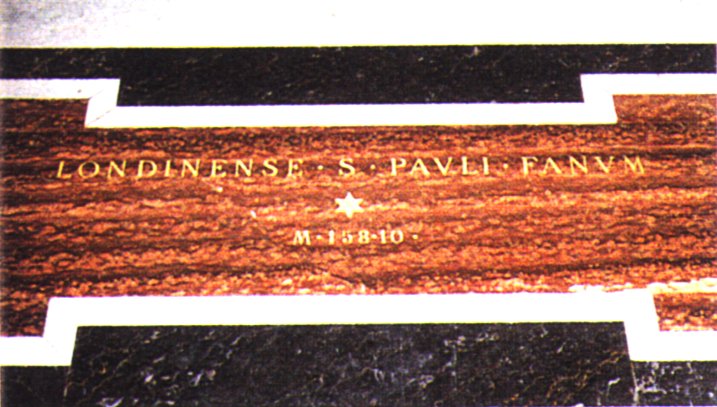 LONDINENSE · S · PAVLI · FANVM
M · 158 · 10 ·